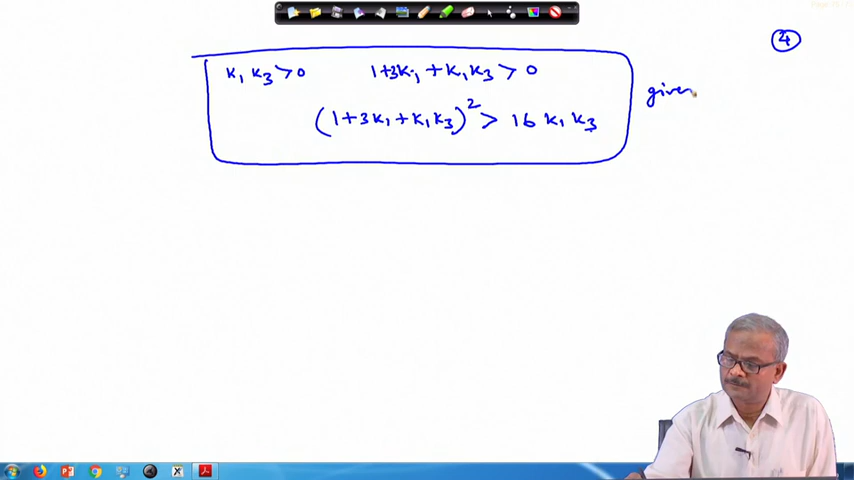 ④
k₁ k₃ > 0 1+3k₁ + k₁k₃ > 0
given
(1+3k₁+k₁k₃)² > 16 k₁ k₃